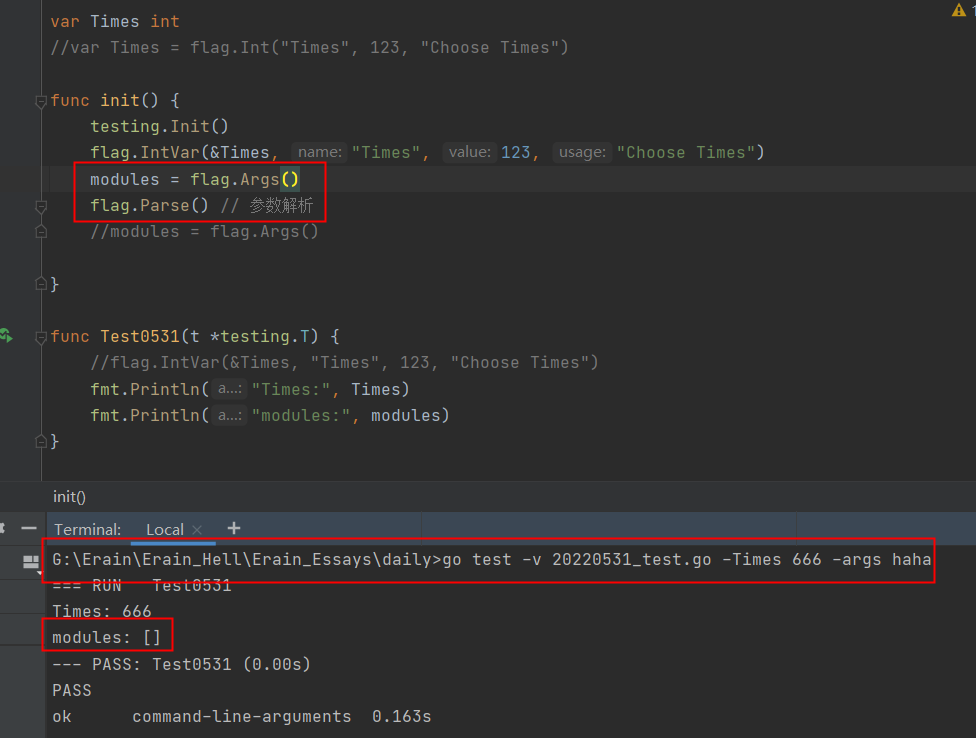 var Times int
//var Times = flag.Int("Times", 123, "Choose Times")
func init() {
testing.Init()
flag.IntVar(&Times, name: "Times", value: 123, usage: "Choose Times")
modules = flag.Args()
flag.Parse() // 参数解析
//modules = flag.Args()
}
func Test0531(t *testing.T) {
//flag.IntVar(&Times, "Times", 123, "Choose Times")
fmt.Println( a...: "Times:", Times)
fmt.Println( a...: "modules:", modules)
}
init()
Terminal: Local × +
G:\Erain\Erain_Hell\Erain_Essays\daily>go test -v 20220531_test.go -Times 666 -args haha
=== RUN Test0531
Times: 666
modules: []
--- PASS: Test0531 (0.00s)
PASS
ok command-line-arguments 0.163s